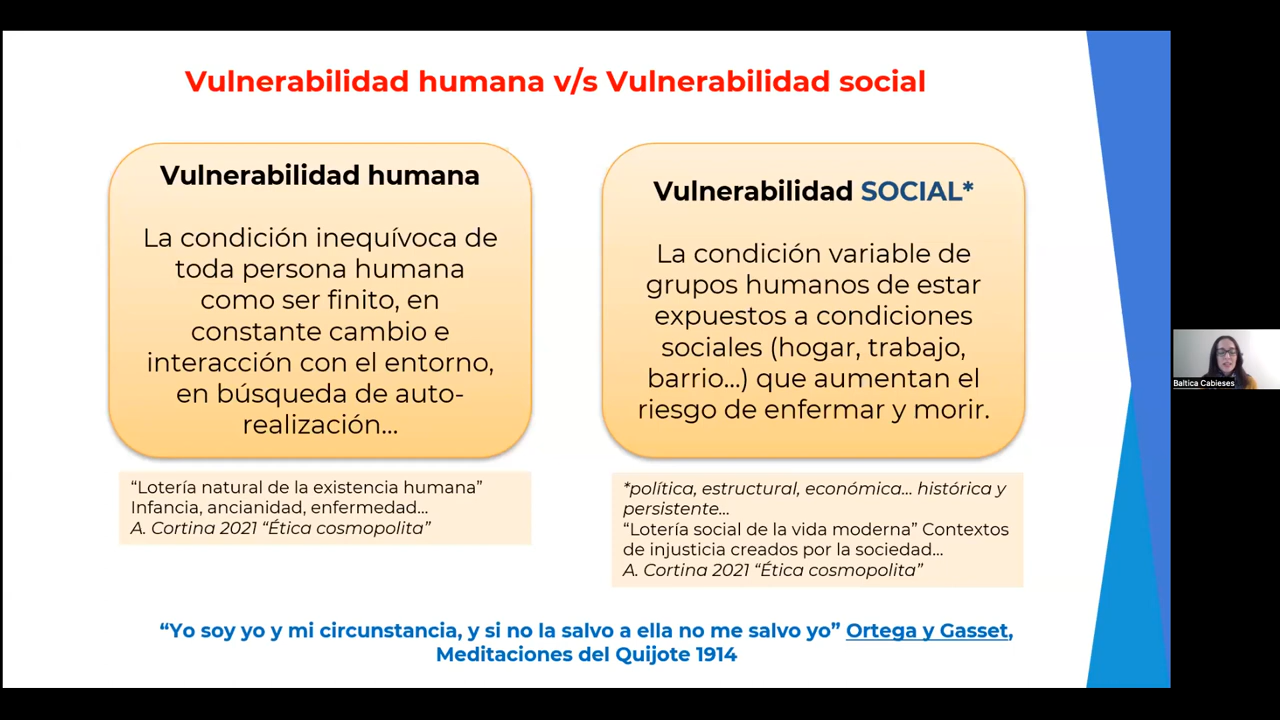 Vulnerabilidad humana v/s Vulnerabilidad social
Vulnerabilidad humana
La condición inequívoca de
toda persona humana
como ser finito, en
constante cambio e
interacción con el entorno,
en búsqueda de auto-
realización...
“Lotería natural de la existencia humana”
Infancia, ancianidad, enfermedad...
A. Cortina 2021 “Ética cosmopolita”
Vulnerabilidad SOCIAL*
La condición variable de
grupos humanos de estar
expuestos a condiciones
sociales (hogar, trabajo,
barrio...) que aumentan el
riesgo de enfermar y morir.
*política, estructural, económica... histórica y
persistente...
“Lotería social de la vida moderna” Contextos
de injusticia creados por la sociedad...
A. Cortina 2021 “Ética cosmopolita”
“Yo soy yo y mi circunstancia, y si no la salvo a ella no me salvo yo” Ortega y Gasset,
Meditaciones del Quijote 1914
Baltica Cabieses